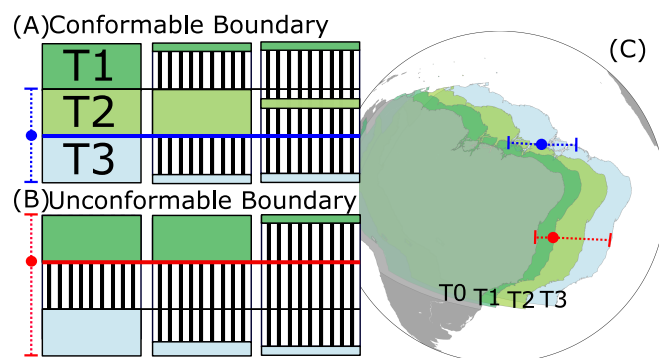 (A) Conformable Boundary
T1
T2
T3
(B) Unconformable Boundary
(C)
T0 T1 T2 T3